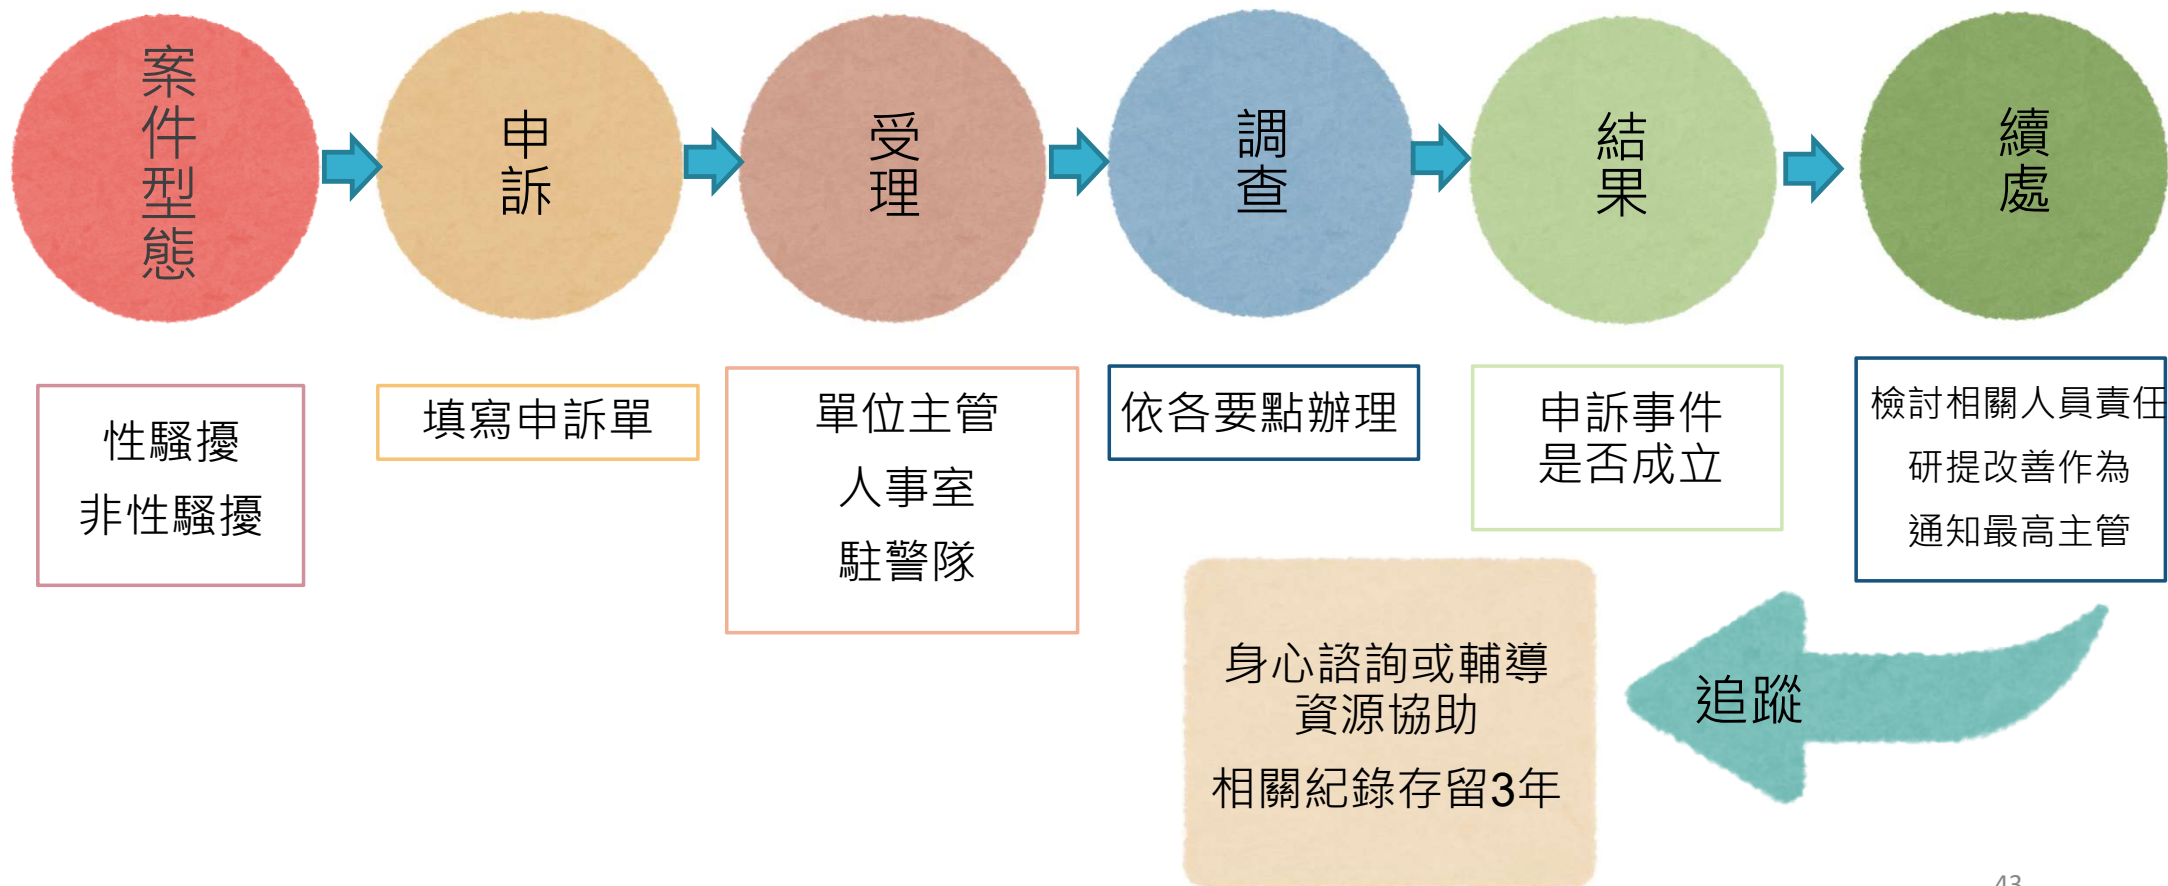 案件型態
申訴
受理
調查
結果
續處
性騷擾
非性騷擾
填寫申訴單
單位主管
人事室
駐警隊
依各要點辦理
申訴事件
是否成立
檢討相關人員責任
研提改善作為
通知最高主管
追蹤
身心諮詢或輔導
資源協助
相關紀錄存留3年
43